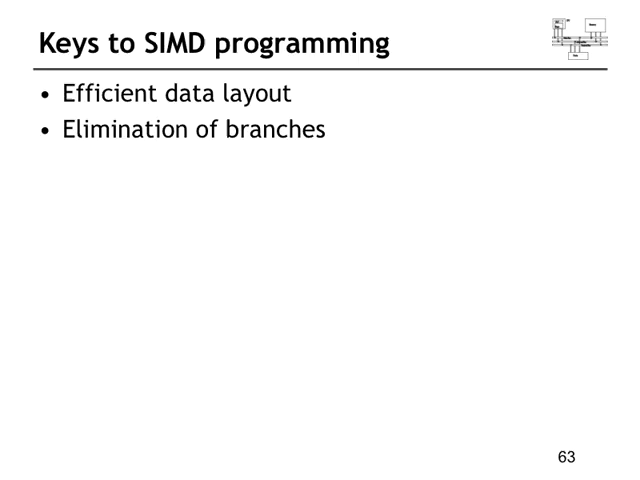 Keys to SIMD programming
• Efficient data layout
• Elimination of branches
63